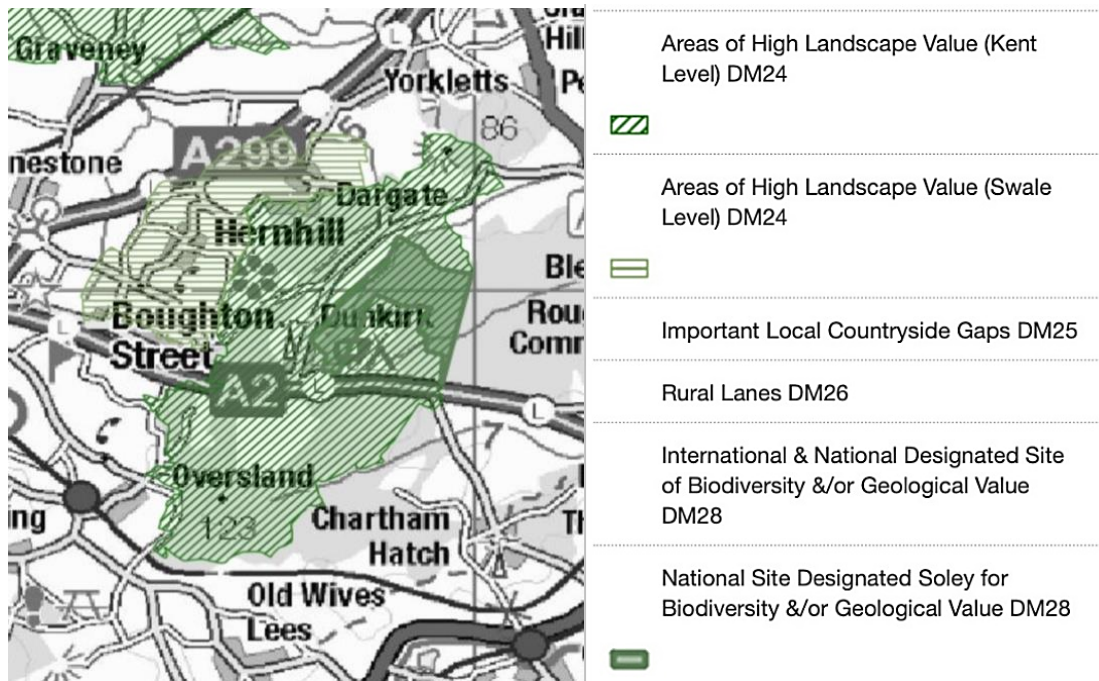 Graveney
Hill
Yorkletts
86
A299
nestone
Dargate
Hernhill
Ble
Boughton
Street
Dunkirk
Rou
Comm
A2
L
7
Oversland
123
ing
Chartham
Hatch
Old Wives
Lees
Areas of High Landscape Value (Kent
Level) DM24
Areas of High Landscape Value (Swale
Level) DM24
Important Local Countryside Gaps DM25
Rural Lanes DM26
International & National Designated Site
of Biodiversity &/or Geological Value
DM28
National Site Designated Soley for
Biodiversity &/or Geological Value DM28